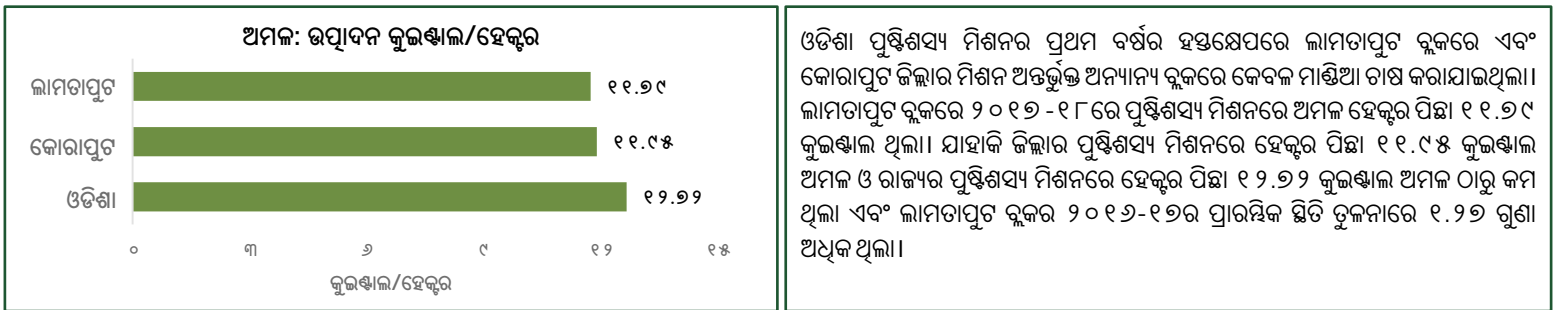 ଅମଳ: ଉତ୍ପାଦନ କୁଇଣ୍ଟାଲ/ହେକ୍ଟର
ଲାମତାପୁଟ ୧୧.୭୯
କୋରାପୁଟ ୧୧.୯୫
ଓଡିଶା ୧୨.୭୨
୦ ୩ ୬ ୯ ୧୨ ୧୫
କୁଇଣ୍ଟାଲ/ହେକ୍ଟର
ଓଡିଶା ପୁଷ୍ଟିଶସ୍ୟ ମିଶନର ପ୍ରଥମ ବର୍ଷର ହସ୍ତକ୍ଷେପରେ ଲାମତାପୁଟ ବ୍ଲକରେ ଏବଂ
କୋରାପୁଟ ଜିଲ୍ଲାର ମିଶନ ଅନ୍ତର୍ଭୁକ୍ତ ଅନ୍ୟାନ୍ୟ ବ୍ଲକରେ କେବଳ ମାଣ୍ଡିଆ ଚାଷ କରାଯାଇଥିଲା।
ଲାମତାପୁଟ ବ୍ଲକରେ ୨୦୧୭-୧୮ରେ ପୁଷ୍ଟିଶସ୍ୟ ମିଶନରେ ଅମଳ ହେକ୍ଟର ପିଛା ୧୧.୭୯
କୁଇଣ୍ଟାଲ ଥିଲା। ଯାହାକି ଜିଲ୍ଲାର ପୁଷ୍ଟିଶସ୍ୟ ମିଶନରେ ହେକ୍ଟର ପିଛା ୧୧.୯୫ କୁଇଣ୍ଟାଲ
ଅମଳ ଓ ରାଜ୍ୟର ପୁଷ୍ଟିଶସ୍ୟ ମିଶନରେ ହେକ୍ଟର ପିଛା ୧୨.୭୨ କୁଇଣ୍ଟାଲ ଅମଳ ଠାରୁ କମ
ଥିଲା ଏବଂ ଲାମତାପୁଟ ବ୍ଲକର ୨୦୧୬-୧୭ର ପ୍ରାରମ୍ଭିକ ସ୍ଥିତି ତୁଳନାରେ ୧.୨୭ ଗୁଣା
ଅଧିକ ଥିଲା।